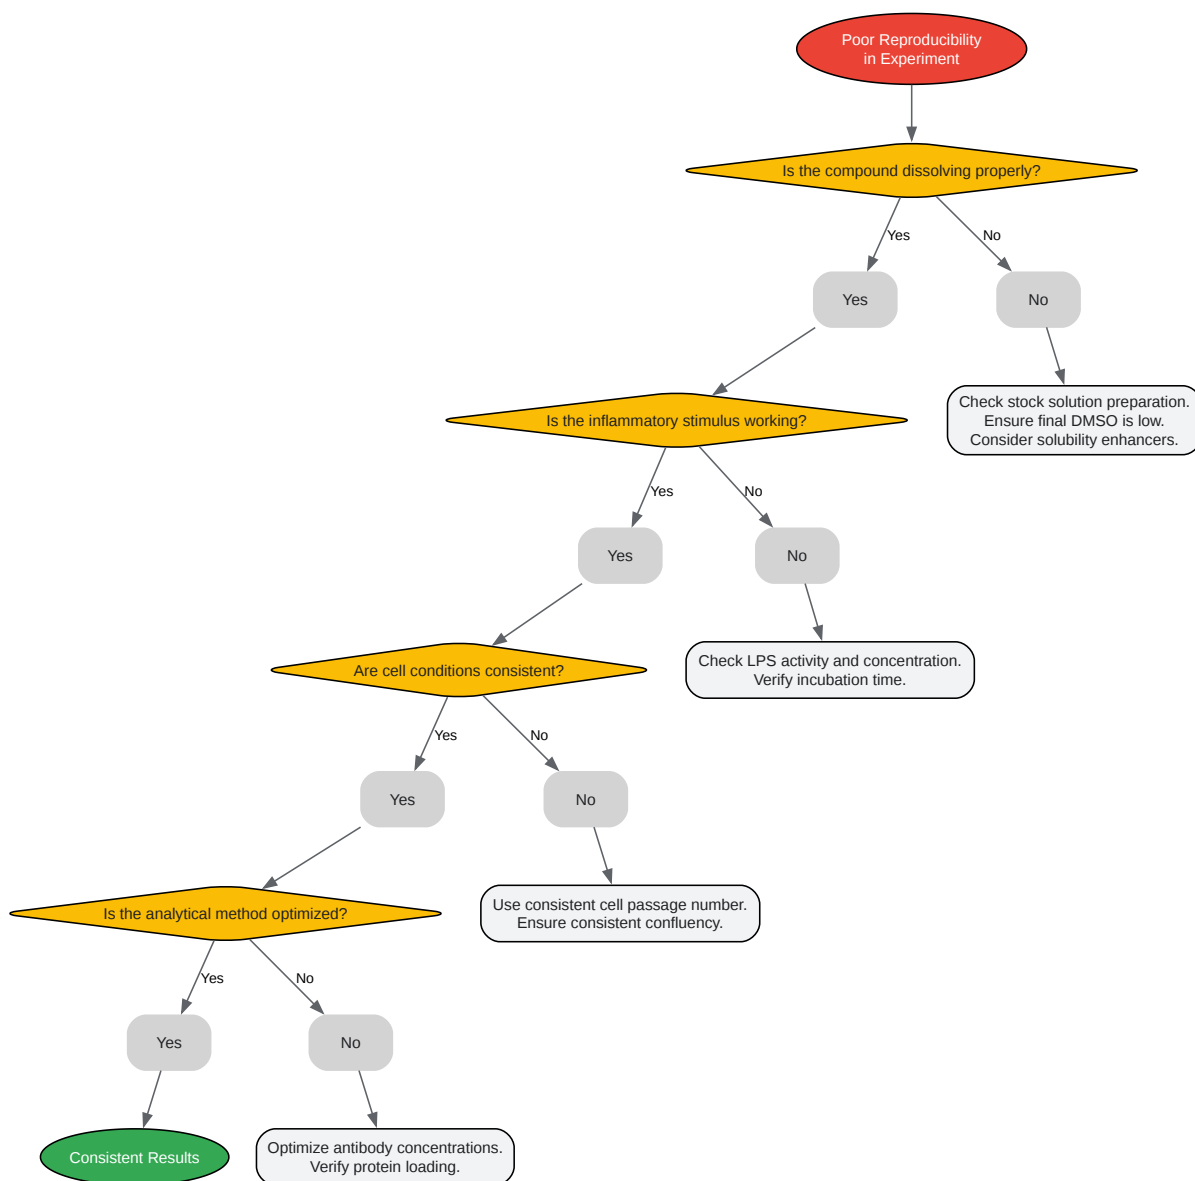 Poor Reproducibility
in Experiment
Is the compound dissolving properly?
Yes
No
Yes
No
Check stock solution preparation.
Ensure final DMSO is low.
Consider solubility enhancers.
Is the inflammatory stimulus working?
Yes
No
Yes
No
Check LPS activity and concentration.
Verify incubation time.
Are cell conditions consistent?
Yes
No
Yes
No
Use consistent cell passage number.
Ensure consistent confluency.
Is the analytical method optimized?
Yes
No
Yes
No
Consistent Results
Optimize antibody concentrations.
Verify protein loading.